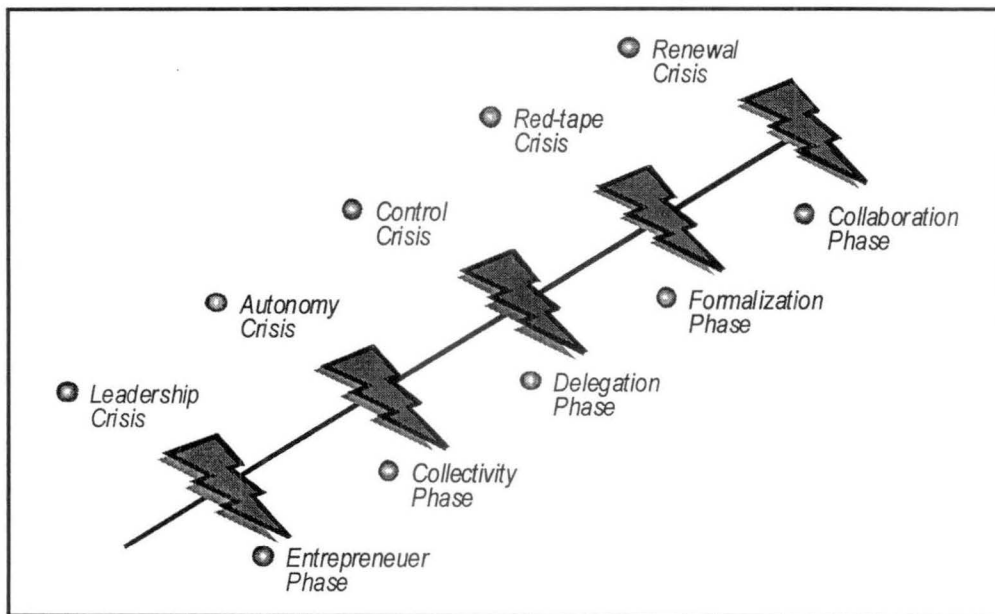 Renewal
Crisis
Red-tape
Crisis
Control
Crisis
Collaboration
Phase
Autonomy
Crisis
Formalization
Phase
Leadership
Crisis
Delegation
Phase
Collectivity
Phase
Entrepreneuer
Phase